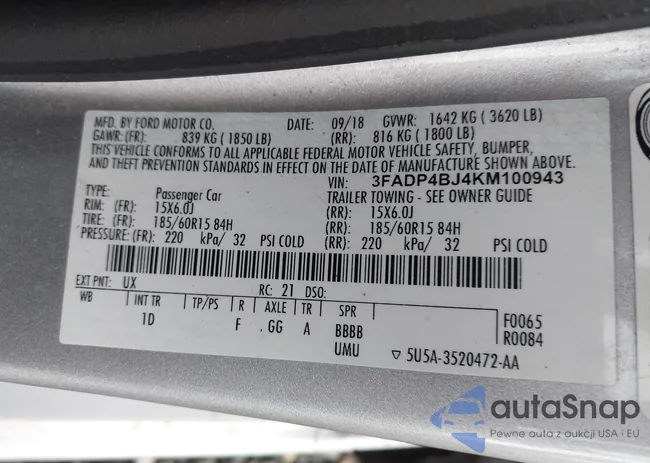 MFD. BY FORD MOTOR CO. DATE: 09/18 GVWR: 1642 KG ( 3620 LB)
GAWR: (FR): 839 KG ( 1850 LB) (RR): 816 KG ( 1800 LB)
THIS VEHICLE CONFORMS TO ALL APPLICABLE FEDERAL MOTOR VEHICLE SAFETY, BUMPER,
AND THEFT PREVENTION STANDARDS IN EFFECT ON THE DATE OF MANUFACTURE SHOWN ABOVE.
VIN: 3FADP4BJ4KM100943
TYPE: Passenger Car TRAILER TOWING - SEE OWNER GUIDE
RIM: (FR): 15X6.0J (RR): 15X6.0J
TIRE: (FR): 185/60R15 84H (RR): 185/60R15 84H
PRESSURE: (FR): 220 kPa/ 32 PSI COLD (RR): 220 kPa/ 32 PSI COLD
EXT PNT: UX RC: 21 DSO:
WB INT TR TP/PS R AXLE TR SPR F0065
1D F .GG A BBBB R0084
UMU ▽ 5U5A-3520472-AA
autaSnap
Pewne auta z aukcji USA i EU